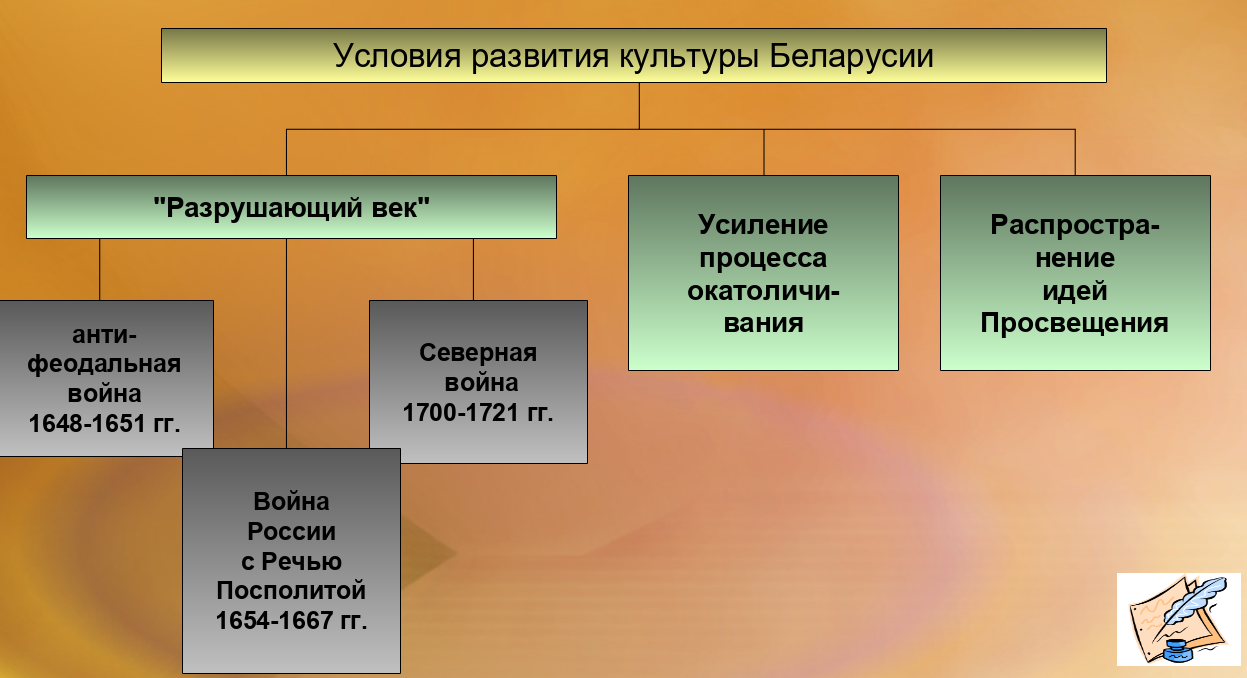 Условия развития культуры Беларусии
"Разрушающий век"
Усиление
процесса
окатоличи-
вания
Распростра-
нение
идей
Просвещения
анти-
феодальная
война
1648-1651 гг.
Северная
война
1700-1721 гг.
Война
России
с Речью
Посполитой
1654-1667 гг.